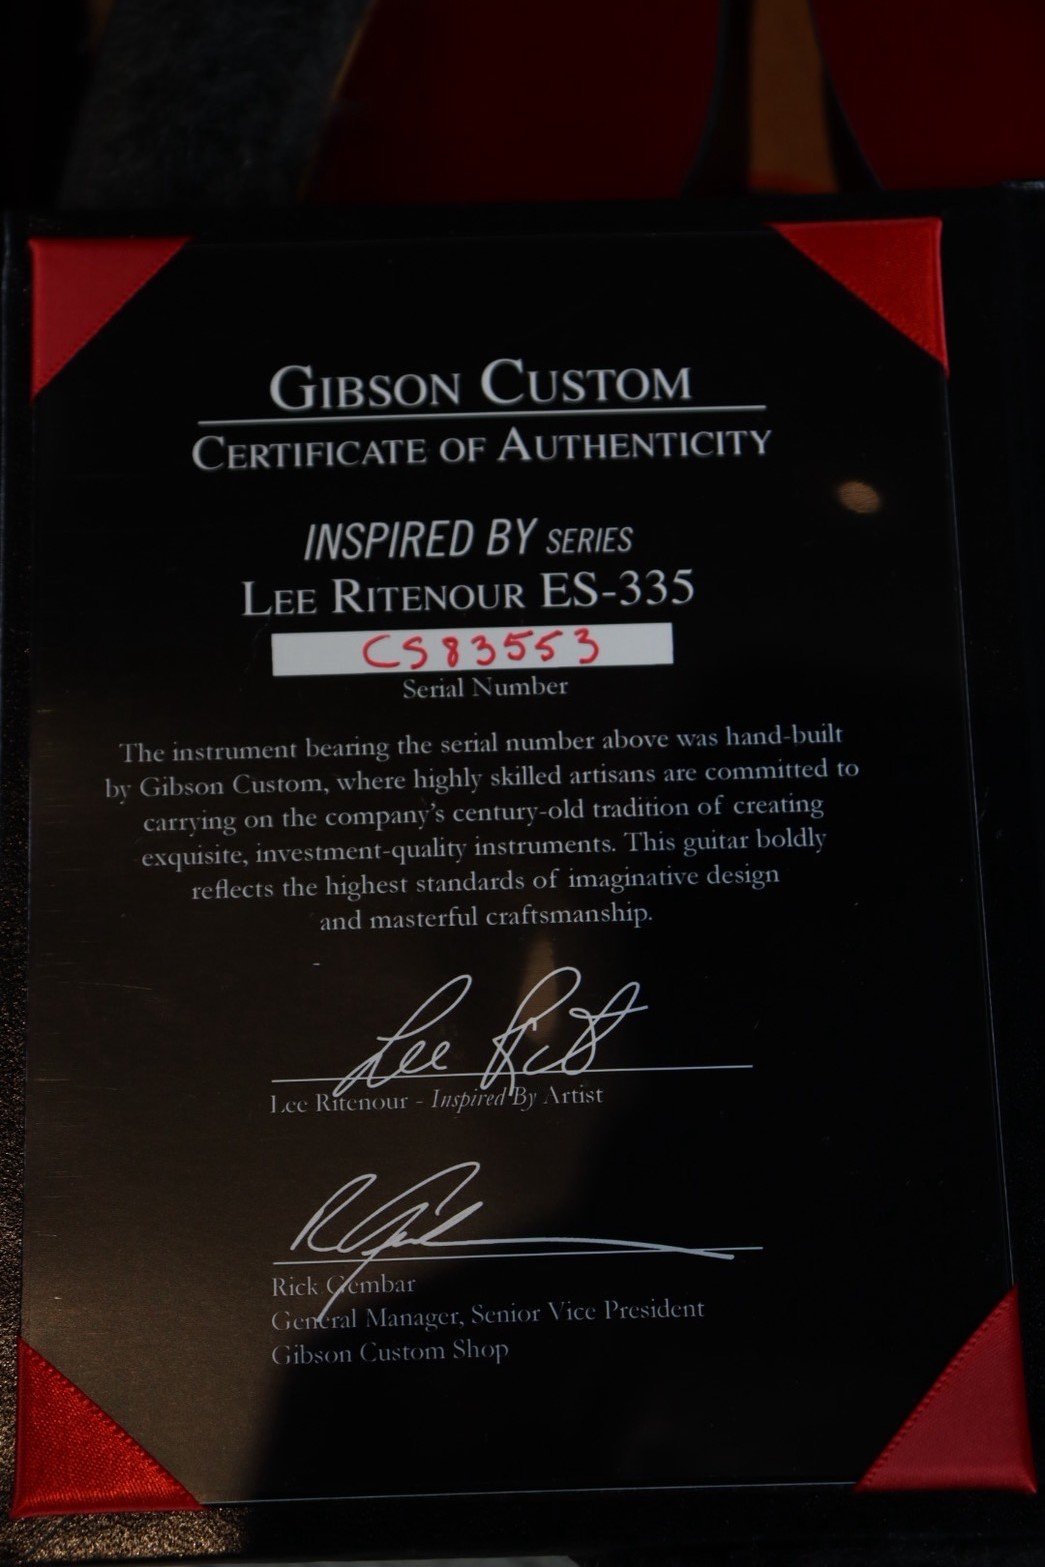 GIBSON CUSTOM
CERTIFICATE OF AUTHENTICITY
INSPIRED BY SERIES
LEE RITENOUR ES-335
CS83553
Serial Number
The instrument bearing the serial number above was hand-built
by Gibson Custom, where highly skilled artisans are committed to
carrying on the company's century-old tradition of creating
exquisite, investment-quality instruments. This guitar boldly
reflects the highest standards of imaginative design
and masterful craftsmanship.
Lee Rit
Lee Ritenour - Inspired By Artist
Rick Gembar
General Manager, Senior Vice President
Gibson Custom Shop